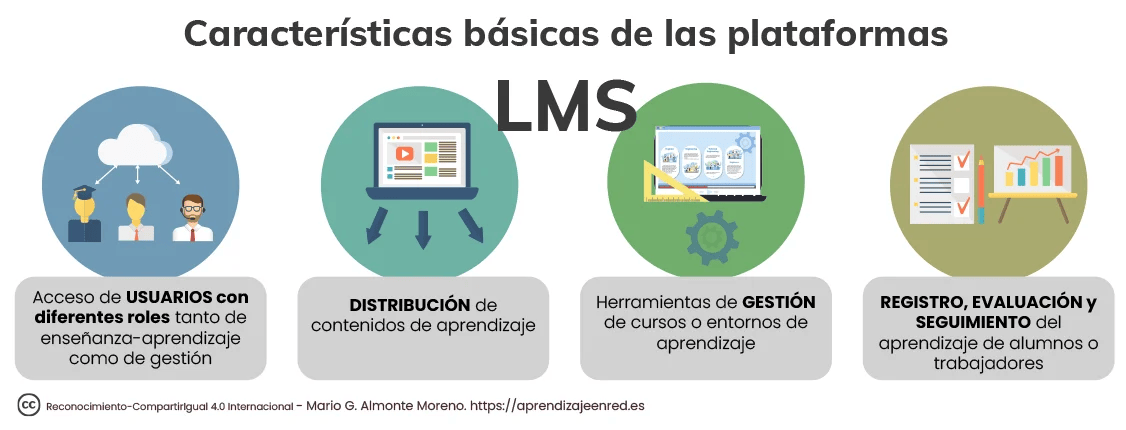 Características básicas de las plataformas
LMS
Acceso de USUARIOS con
diferentes roles tanto de
enseñanza-aprendizaje
como de gestión
DISTRIBUCIÓN de
contenidos de aprendizaje
Herramientas de GESTIÓN
de cursos o entornos de
aprendizaje
REGISTRO, EVALUACIÓN y
SEGUIMIENTO del
aprendizaje de alumnos o
trabajadores
cc Reconocimiento-CompartirIgual 4.0 Internacional - Mario G. Almonte Moreno. https://aprendizajeenred.es